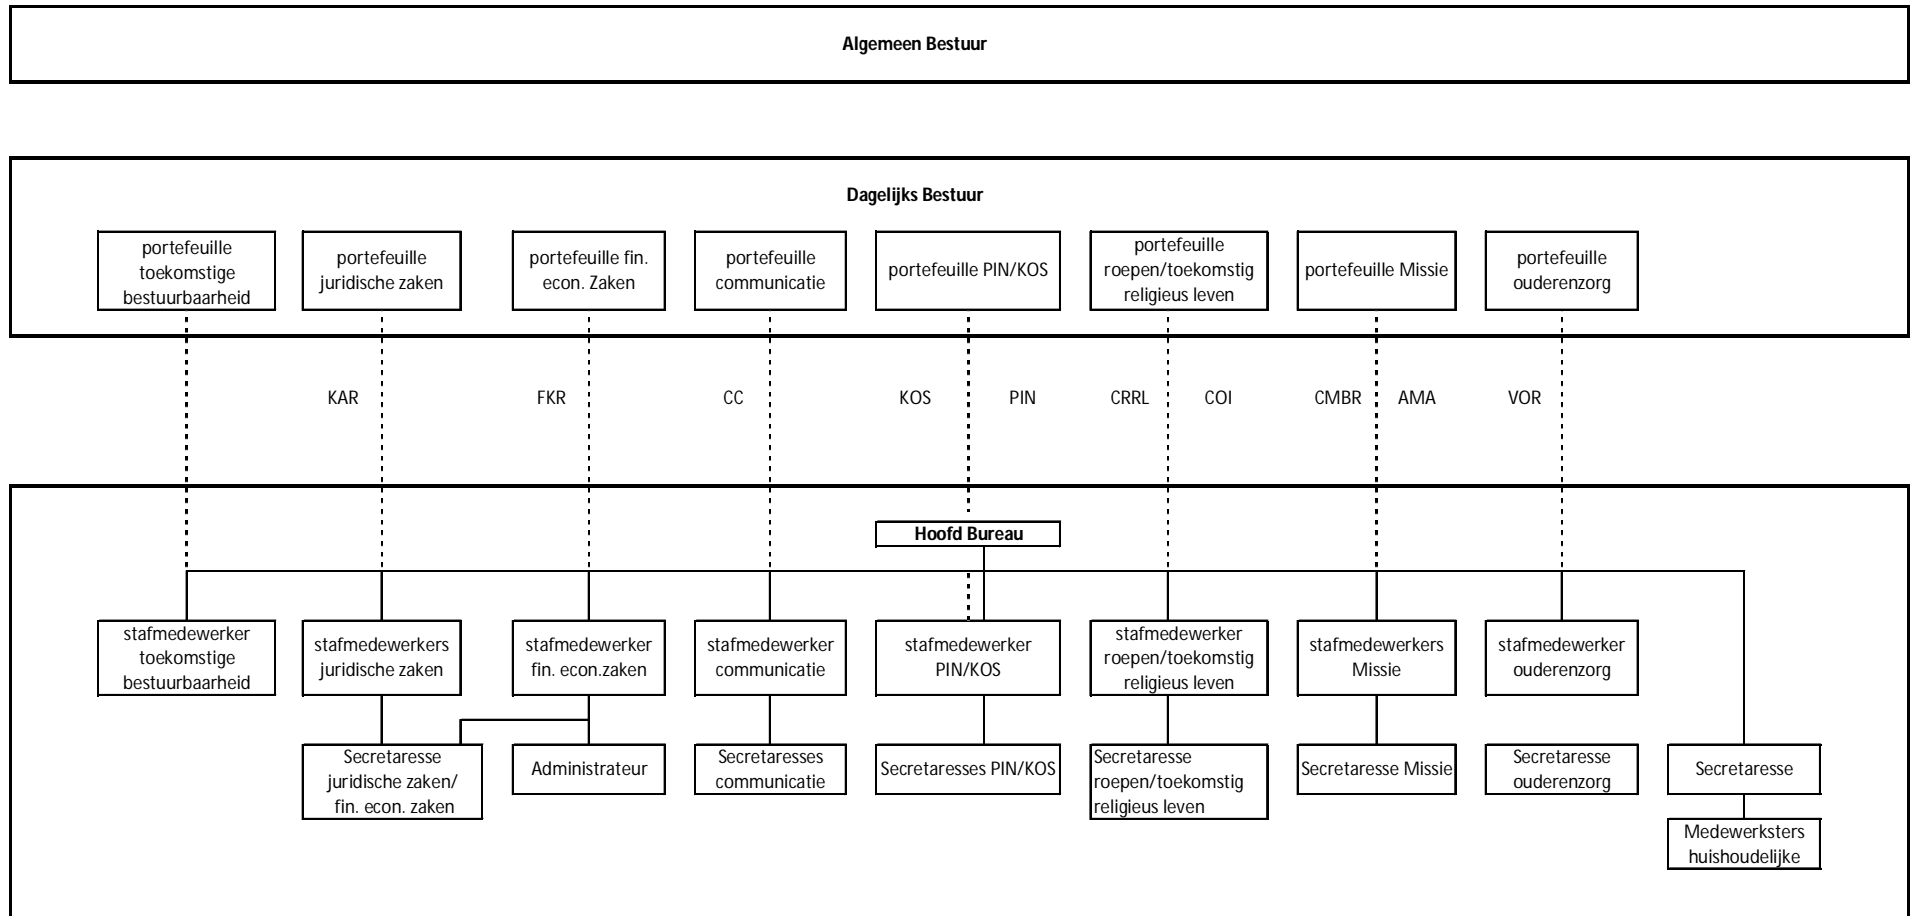 Algemeen Bestuur
Dagelijks Bestuur
portefeuille
toekomstige
bestuurbaarheid
portefeuille
juridische zaken
portefeuille fin.
econ. Zaken
portefeuille
communicatie
portefeuille PIN/KOS
portefeuille
roepen/toekomstig
religieus leven
portefeuille Missie
portefeuille
ouderenzorg
KAR
FKR
CC
KOS
PIN
CRRL
COI
CMBR
AMA
VOR
Hoofd Bureau
stafmedewerker
toekomstige
bestuurbaarheid
stafmedewerkers
juridische zaken
stafmedewerker
fin. econ.zaken
stafmedewerker
communicatie
stafmedewerker
PIN/KOS
stafmedewerker
roepen/toekomstig
religieus leven
stafmedewerkers
Missie
stafmedewerker
ouderenzorg
Secretaresse
juridische zaken/
fin. econ. zaken
Administrateur
Secretaresses
communicatie
Secretaresses PIN/KOS
Secretaresse
roepen/toekomstig
religieus leven
Secretaresse Missie
Secretaresse
ouderenzorg
Secretaresse
Medewerksters
huishoudelijke